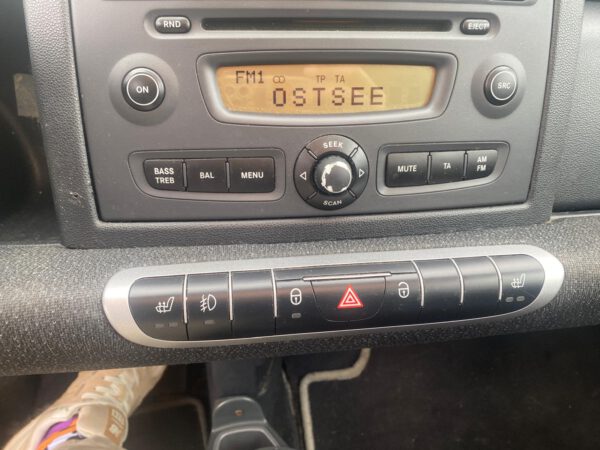 RND
EJECT
FM1 TP TA
OSTSEE
ON
SRC
SEEK
SCAN
BASS
TREB
BAL
MENU
MUTE
TA
AM
FM